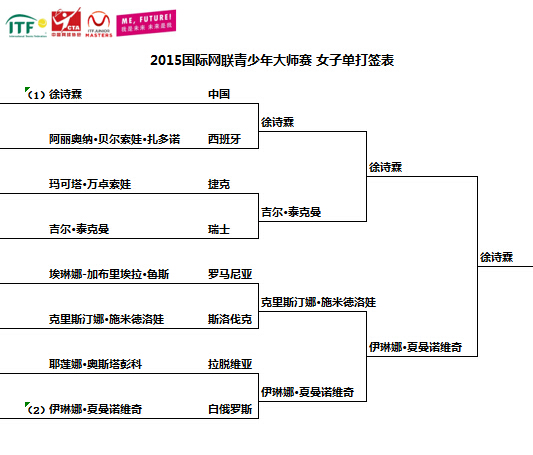 ITF
CTA
中国网球协会
ITF JUNIOR
MASTERS
ME, FUTURE!
就是未来 未来是我
2015国际网联青少年大师赛 女子单打签表
(1) 徐诗霖 中国
徐诗霖
阿丽奥纳·贝尔索娃·扎多诺 西班牙
徐诗霖
玛可塔·万卓索娃 捷克
吉尔·泰克曼
吉尔·泰克曼 瑞士
徐诗霖
埃琳娜-加布里埃拉·鲁斯 罗马尼亚
克里斯汀娜·施米德洛娃
克里斯汀娜·施米德洛娃 斯洛伐克
伊琳娜·夏曼诺维奇
耶莲娜·奥斯塔彭科 拉脱维亚
伊琳娜·夏曼诺维奇
(2) 伊琳娜·夏曼诺维奇 白俄罗斯